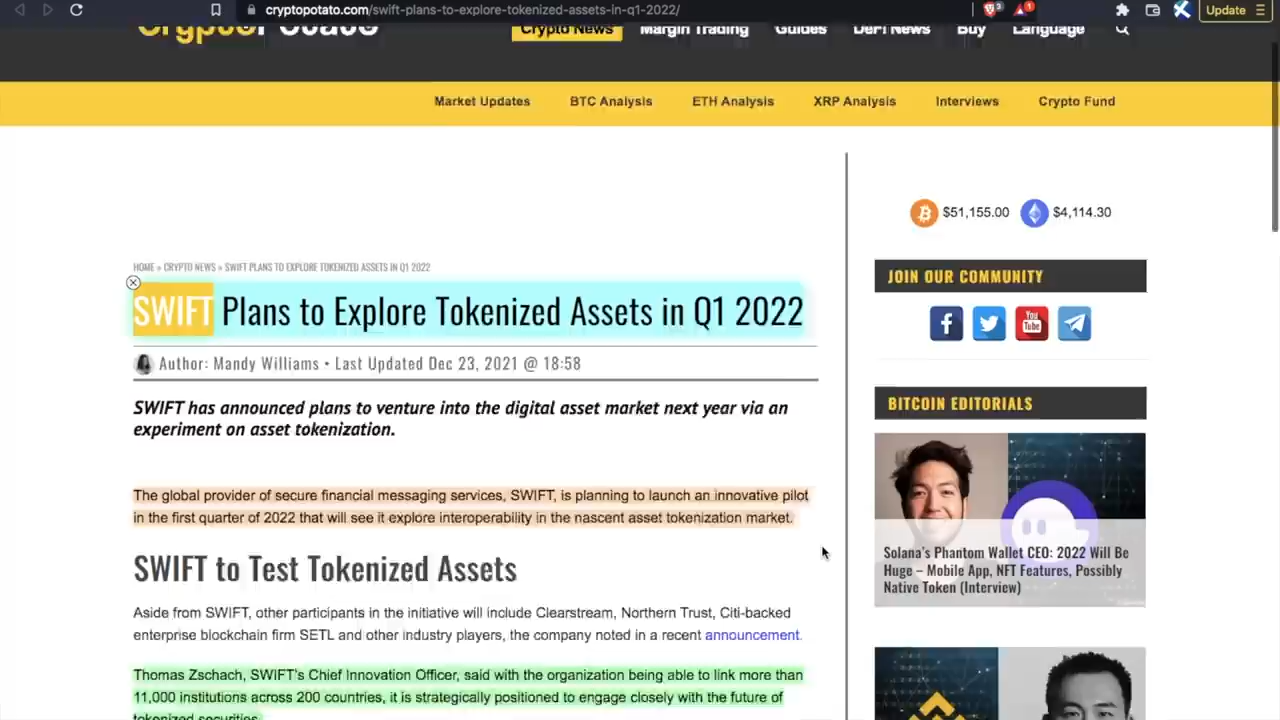 cryptopotato.com/swift-plans-to-explore-tokenized-assets-in-q1-2022/
3
1
Update
Crypto News
Margin Trading
Guides
DeFi News
Buy
Language
Market Updates
BTC Analysis
ETH Analysis
XRP Analysis
Interviews
Crypto Fund
HOME » CRYPTO NEWS » SWIFT PLANS TO EXPLORE TOKENIZED ASSETS IN Q1 2022
SWIFT Plans to Explore Tokenized Assets in Q1 2022
Author: Mandy Williams • Last Updated Dec 23, 2021 @ 18:58
SWIFT has announced plans to venture into the digital asset market next year via an
experiment on asset tokenization.
The global provider of secure financial messaging services, SWIFT, is planning to launch an innovative pilot
in the first quarter of 2022 that will see it explore interoperability in the nascent asset tokenization market.
SWIFT to Test Tokenized Assets
Aside from SWIFT, other participants in the initiative will include Clearstream, Northern Trust, Citi-backed
enterprise blockchain firm SETL and other industry players, the company noted in a recent announcement.
Thomas Zschach, SWIFT's Chief Innovation Officer, said with the organization being able to link more than
11,000 institutions across 200 countries, it is strategically positioned to engage closely with the future of
tokenized securities.
$51,155.00
$4,114.30
JOIN OUR COMMUNITY
You
Tube
BITCOIN EDITORIALS
Solana's Phantom Wallet CEO: 2022 Will Be
Huge – Mobile App, NFT Features, Possibly
Native Token (Interview)